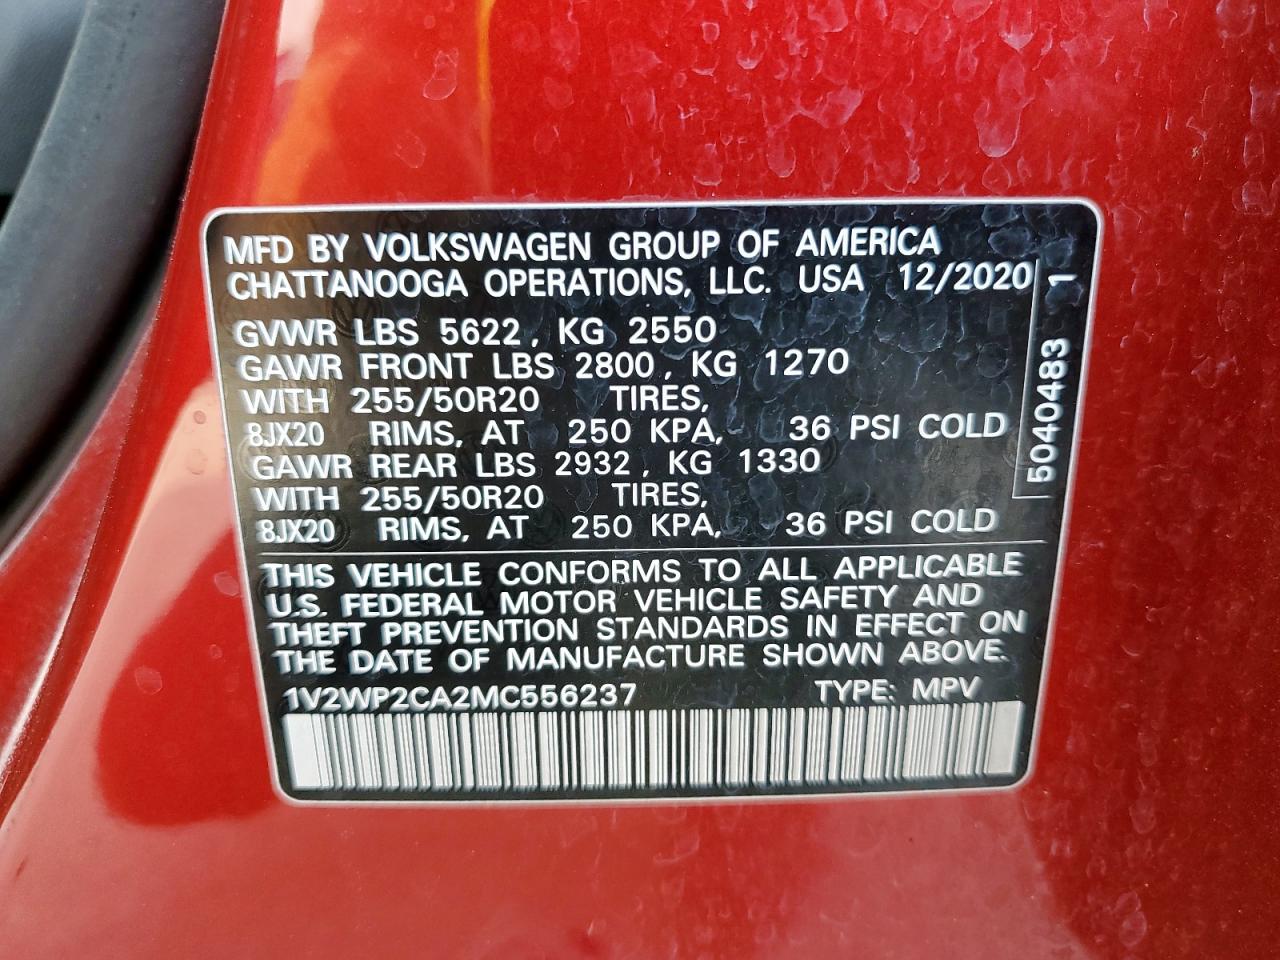 MFD BY VOLKSWAGEN GROUP OF AMERICA
CHATTANOOGA OPERATIONS, LLC. USA 12/2020
GVWR LBS 5622, KG 2550
GAWR FRONT LBS 2800, KG 1270
WITH 255/50R20 TIRES,
8JX20 RIMS, AT 250 KPA, 36 PSI COLD
GAWR REAR LBS 2932, KG 1330
WITH 255/50R20 TIRES,
8JX20 RIMS, AT 250 KPA, 36 PSI COLD
THIS VEHICLE CONFORMS TO ALL APPLICABLE
U.S. FEDERAL MOTOR VEHICLE SAFETY AND
THEFT PREVENTION STANDARDS IN EFFECT ON
THE DATE OF MANUFACTURE SHOWN ABOVE.
1V2WP2CA2MC556237 TYPE: MPV
5040483 1